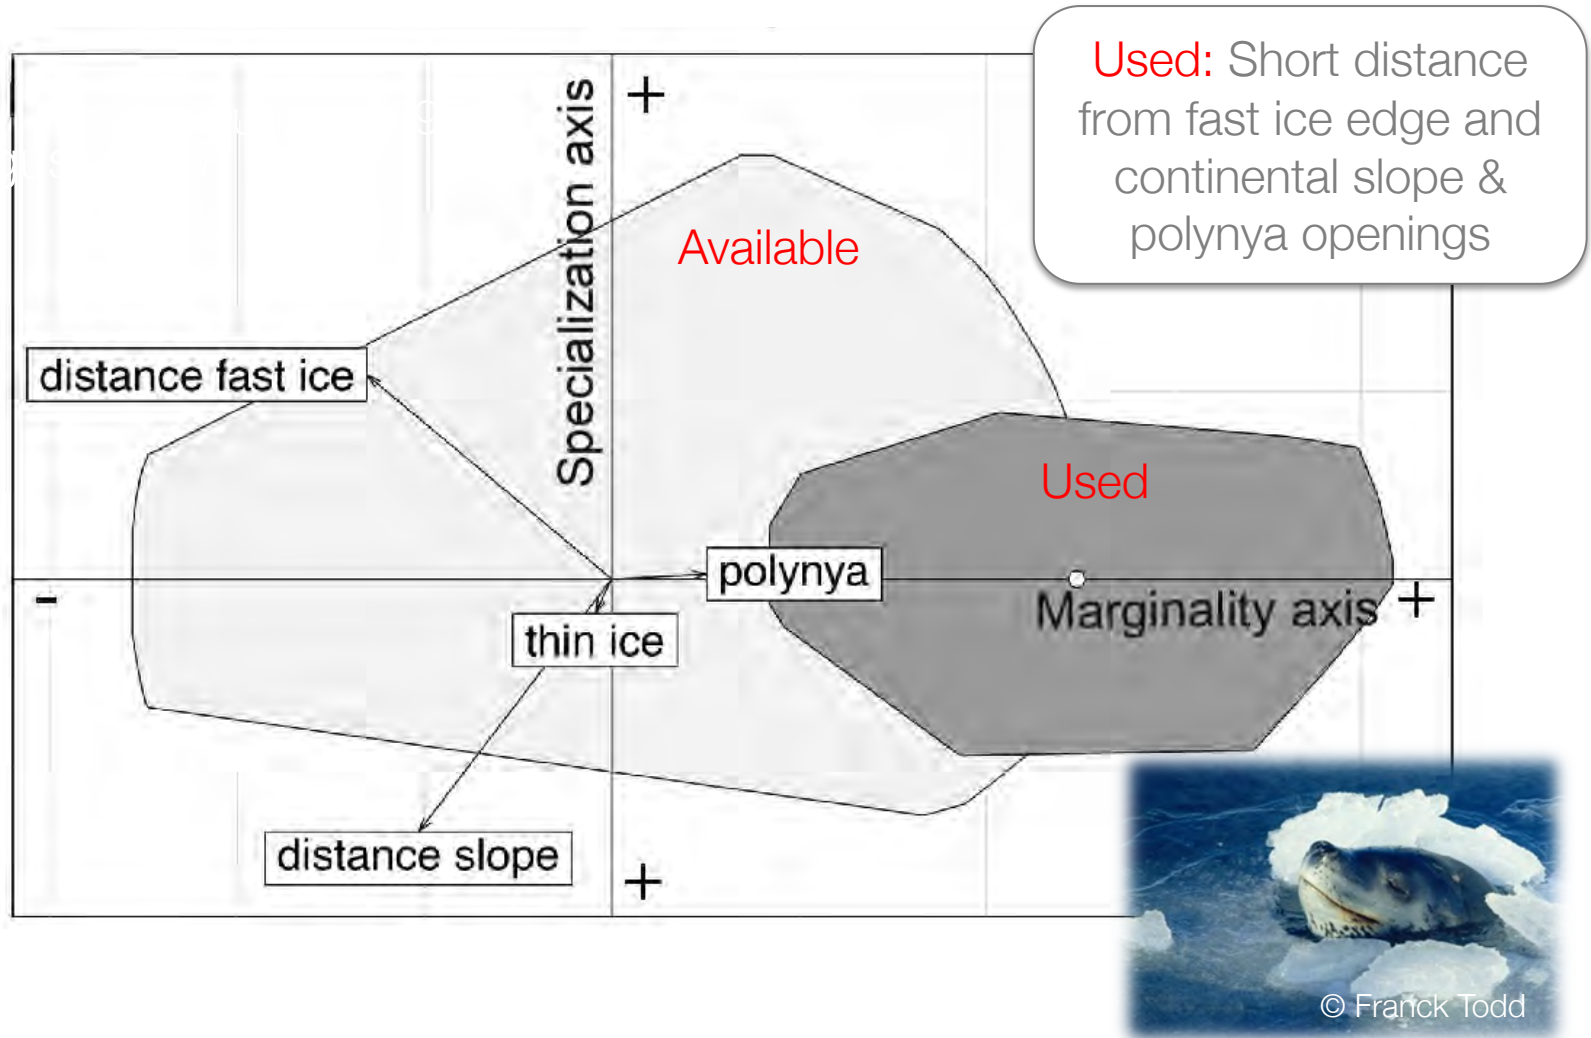 Used: Short distance
from fast ice edge and
continental slope &
polynya openings
+
Specialization axis
Available
distance fast ice
Used
polynya
-
Marginality axis
+
thin ice
distance slope
+
© Franck Todd